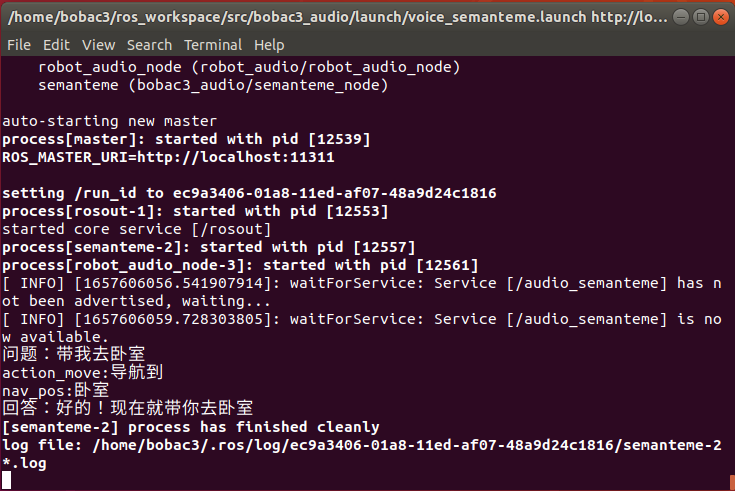 /home/bobac3/ros_workspace/src/bobac3_audio/launch/voice_semanteme.launch http://lo...
File Edit View Search Terminal Help
robot_audio_node (robot_audio/robot_audio_node)
semanteme (bobac3_audio/semanteme_node)
auto-starting new master
process[master]: started with pid [12539]
ROS_MASTER_URI=http://localhost:11311
setting /run_id to ec9a3406-01a8-11ed-af07-48a9d24c1816
process[rosout-1]: started with pid [12553]
started core service [/rosout]
process[semanteme-2]: started with pid [12557]
process[robot_audio_node-3]: started with pid [12561]
[ INFO] [1657606056.541907914]: waitForService: Service [/audio_semanteme] has n
ot been advertised, waiting...
[ INFO] [1657606059.728303805]: waitForService: Service [/audio_semanteme] is no
w available.
问题：带我去卧室
action_move:导航到
nav_pos:卧室
回答：好的！现在就带你去卧室
[semanteme-2] process has finished cleanly
log file: /home/bobac3/.ros/log/ec9a3406-01a8-11ed-af07-48a9d24c1816/semanteme-2
*.log